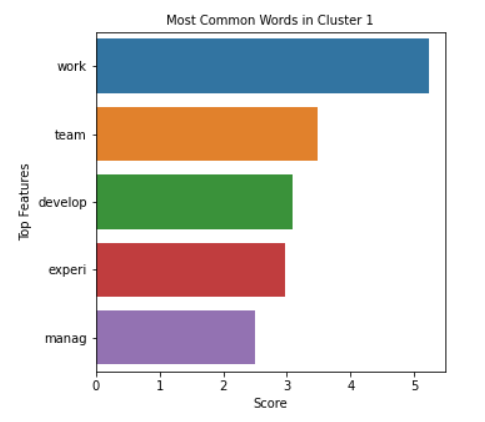 Most Common Words in Cluster 1
Top Features
work
team
develop
experi
manag
0 1 2 3 4 5
Score